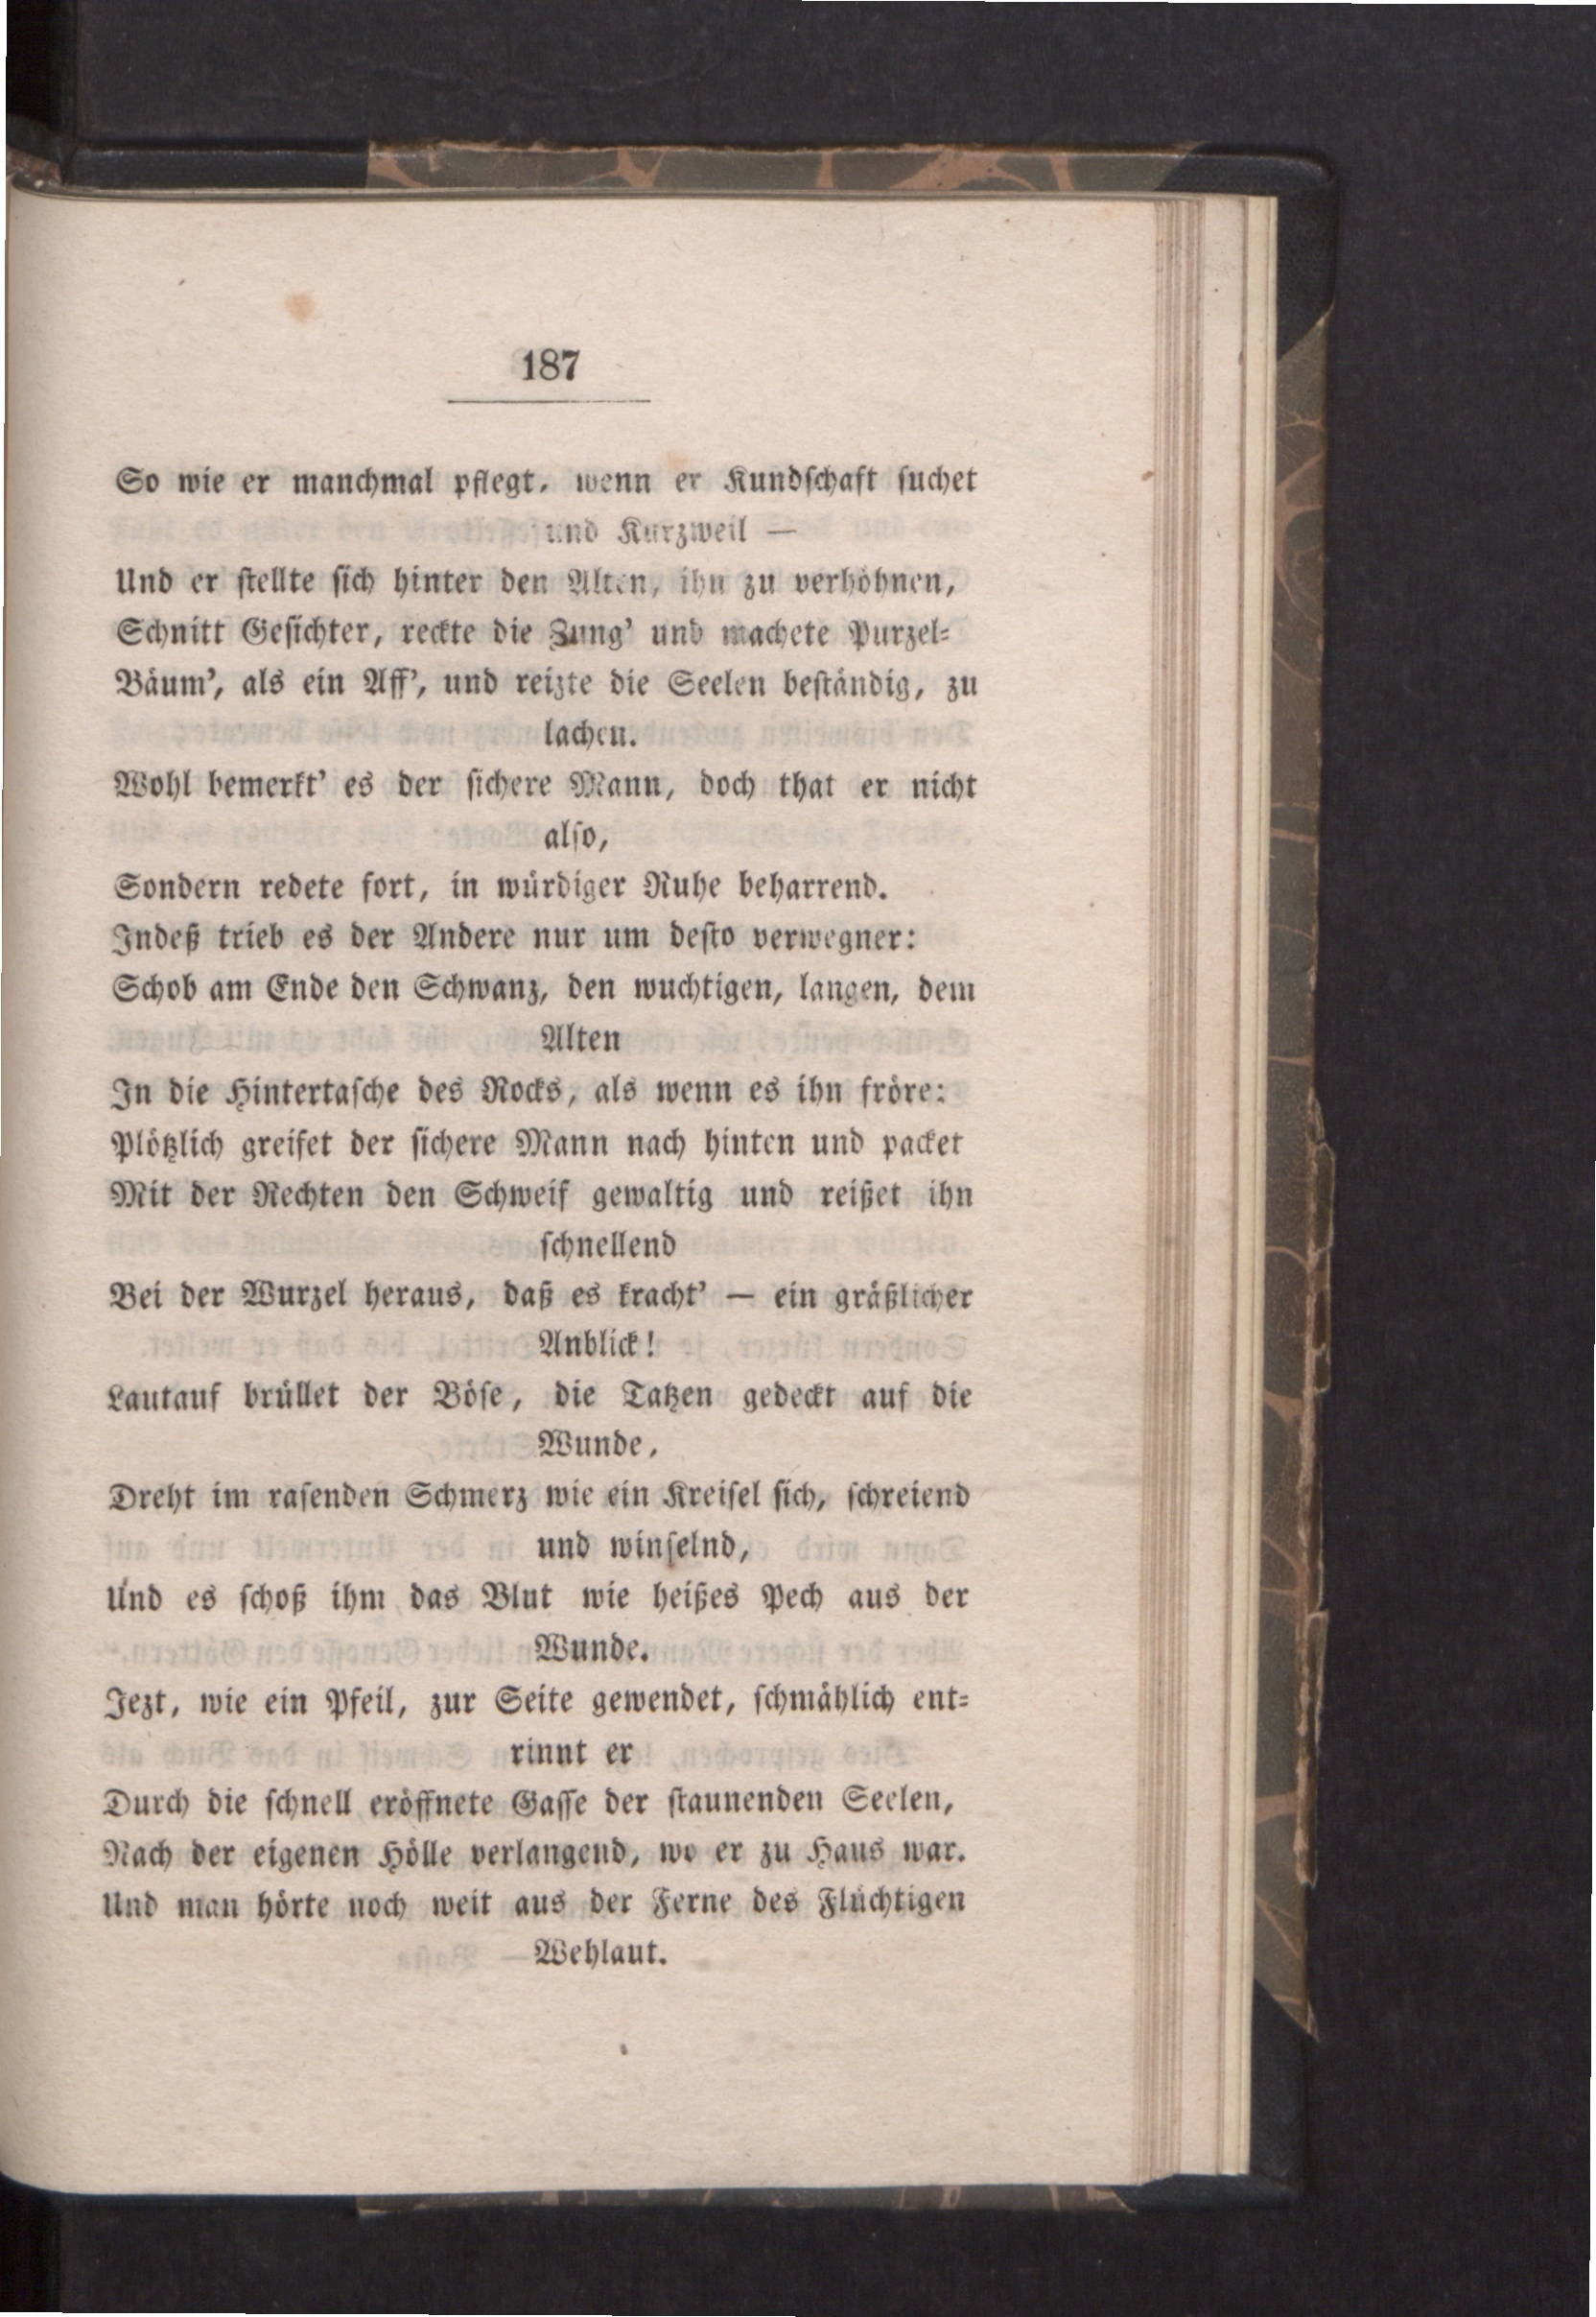 187
So wie er manchmal pflegt, wenn er Kundſchaft ſuchet
und Kurzweil —
Und er ſtellte ſich hinter den Alten, ihn zu verhöhnen,
Schnitt Geſichter, reckte die Zung' und machete Purzel-
Bäum', als ein Aff', und reizte die Seelen beſtändig, zu
lachen.
Wohl bemerkt' es der ſichere Mann, doch that er nicht
alſo,
Sondern redete fort, in würdiger Ruhe beharrend.
Indeß trieb es der Andere nur um deſto verwegner:
Schob am Ende den Schwanz, den wuchtigen, langen, dem
Alten
In die Hintertaſche des Rocks, als wenn es ihn fröre:
Plötzlich greifet der ſichere Mann nach hinten und packet
Mit der Rechten den Schweif gewaltig und reißet ihn
ſchnellend
Bei der Wurzel heraus, daß es kracht' — ein gräßlicher
Anblick!
Lautauf brüllet der Böſe, die Tatzen gedeckt auf die
Wunde,
Dreht im raſenden Schmerz wie ein Kreiſel ſich, ſchreiend
und winſelnd,
Und es ſchoß ihm das Blut wie heißes Pech aus der
Wunde.
Jezt, wie ein Pfeil, zur Seite gewendet, ſchmählich ent-
rinnt er
Durch die ſchnell eröffnete Gaſſe der ſtaunenden Seelen,
Nach der eigenen Hölle verlangend, wo er zu Haus war.
Und man hörte noch weit aus der Ferne des Flüchtigen
Wehlaut.